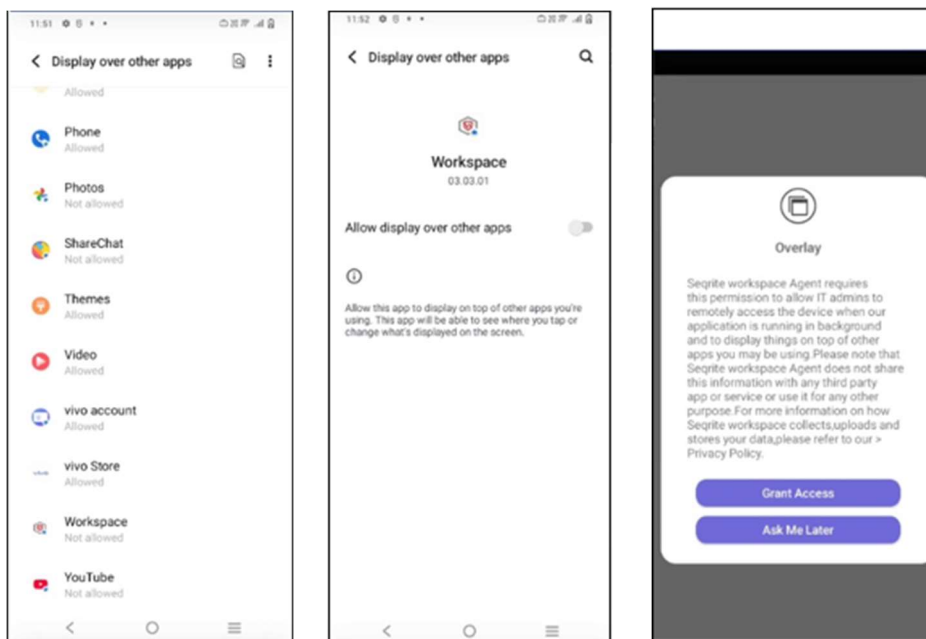 11:51
Display over other apps
Allowed
Phone
Allowed
Photos
Not allowed
ShareChat
Not allowed
Themes
Allowed
Video
Allowed
vivo account
Allowed
vivo Store
Allowed
Workspace
Not allowed
YouTube
Not allowed
11:52
Display over other apps
Workspace
03.03.01
Allow display over other apps
Allow this app to display on top of other apps you're
using. This app will be able to see where you tap or
change what's displayed on the screen.
Overlay
Seqrite workspace Agent requires
this permission to allow IT admins to
remotely access the device when our
application is running in background
and to display things on top of other
apps you may be using.Please note that
Seqrite workspace Agent does not share
this information with any third party
app or service or use it for any other
purpose.For more information on how
Seqrite workspace collects,uploads and
stores your data,please refer to our >
Privacy Policy.
Grant Access
Ask Me Later